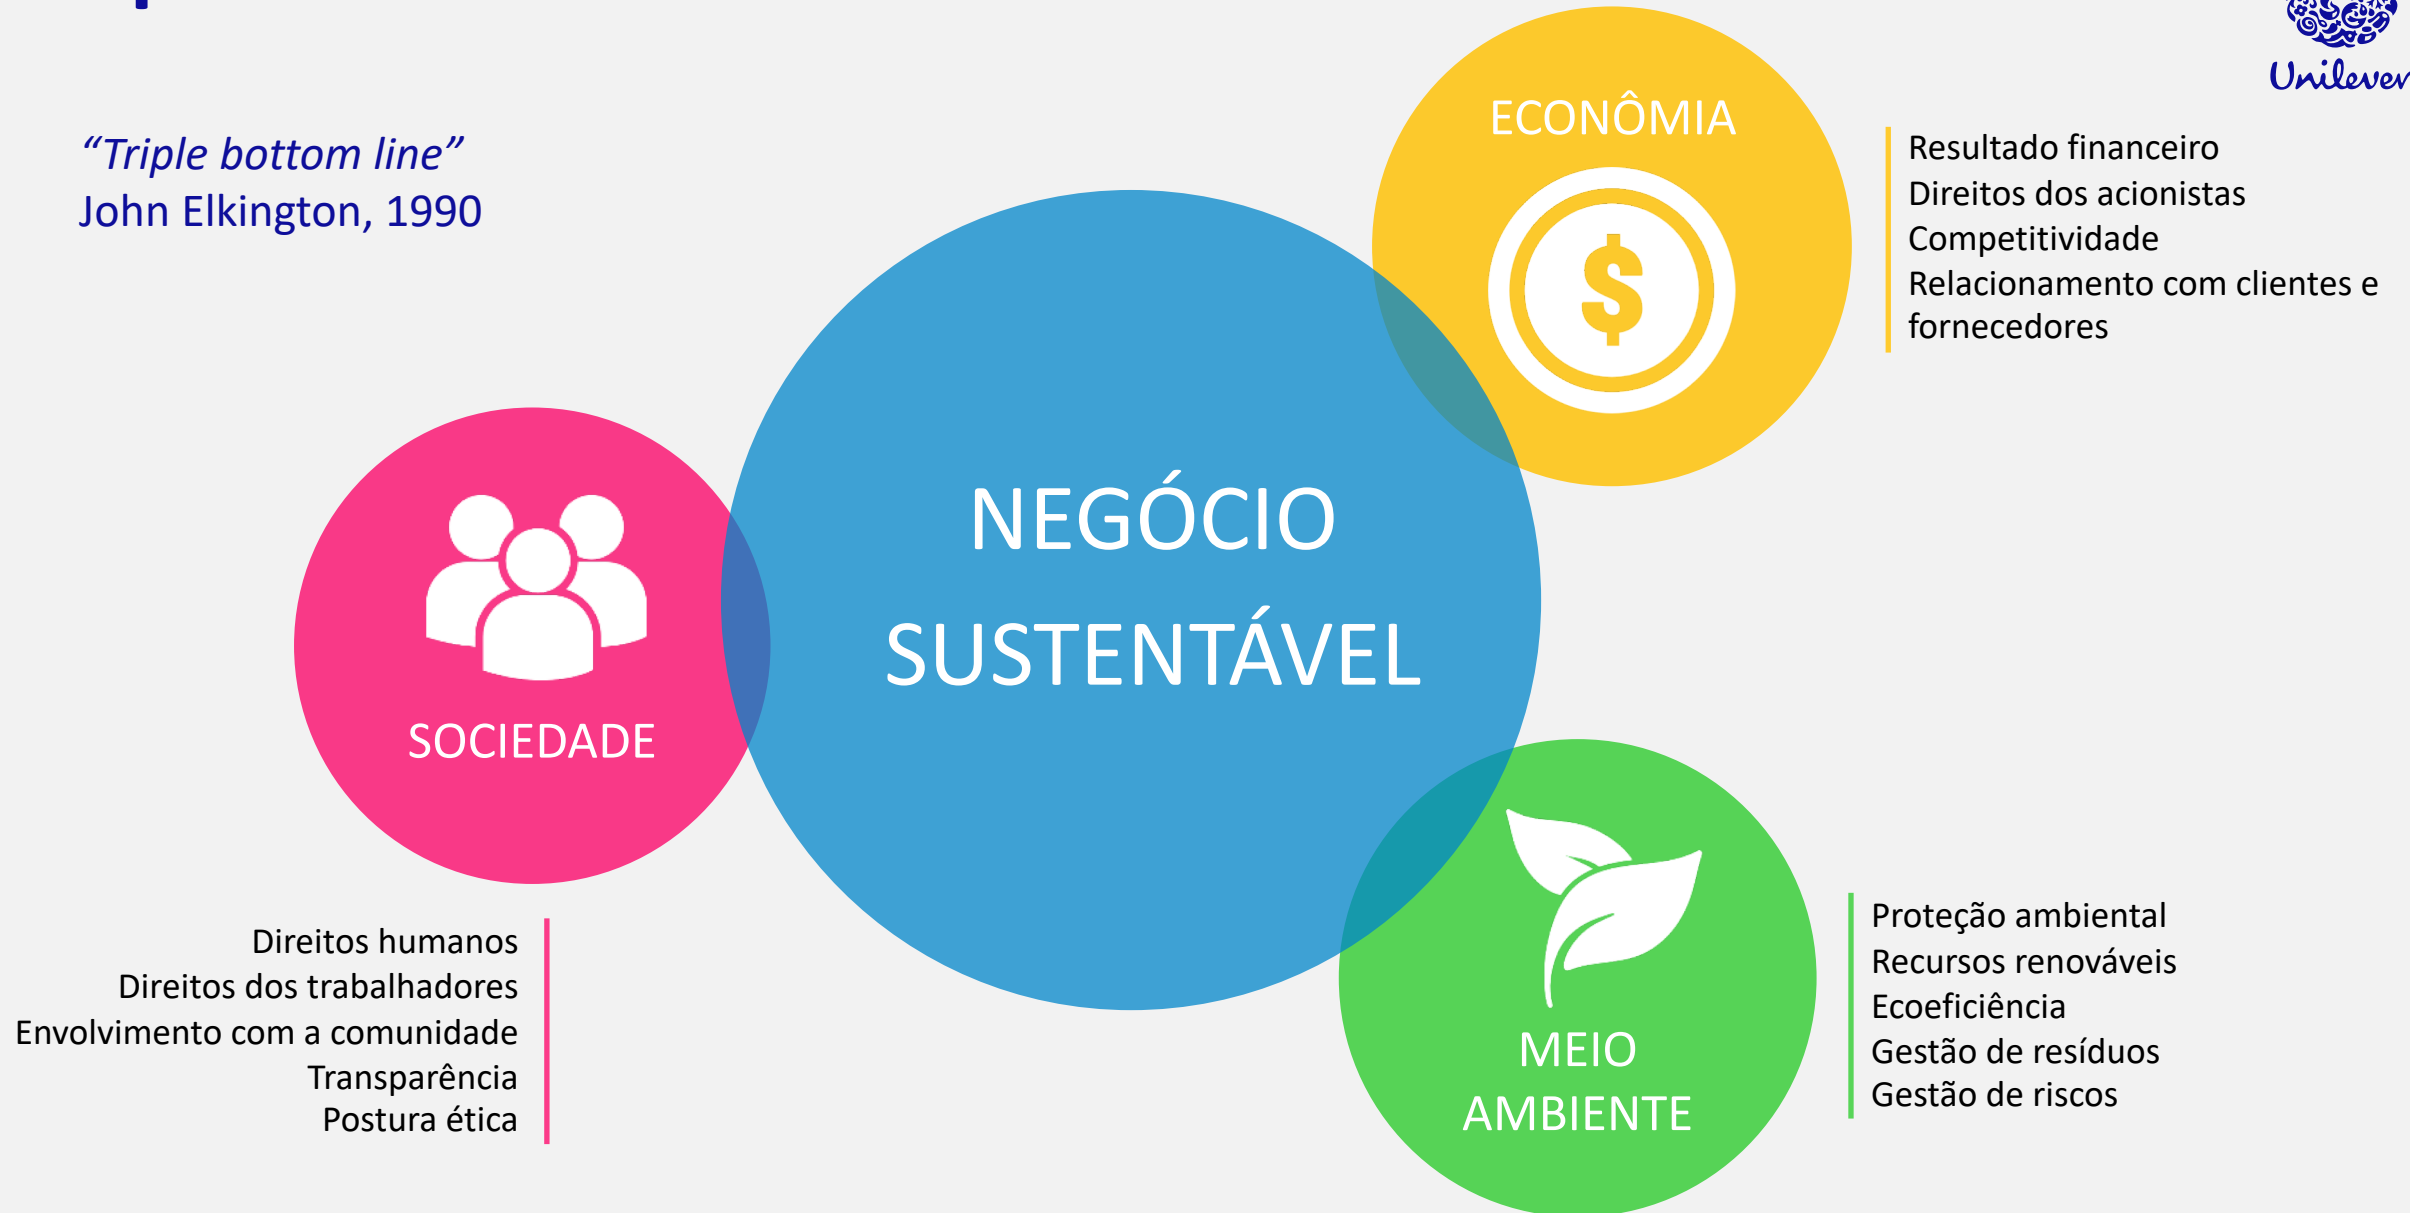 Unilever
“Triple bottom line”
John Elkington, 1990
ECONÔMIA
$
Resultado financeiro
Direitos dos acionistas
Competitividade
Relacionamento com clientes e
fornecedores
NEGÓCIO
SUSTENTÁVEL
SOCIEDADE
Direitos humanos
Direitos dos trabalhadores
Envolvimento com a comunidade
Transparência
Postura ética
MEIO
AMBIENTE
Proteção ambiental
Recursos renováveis
Ecoeficiência
Gestão de resíduos
Gestão de riscos